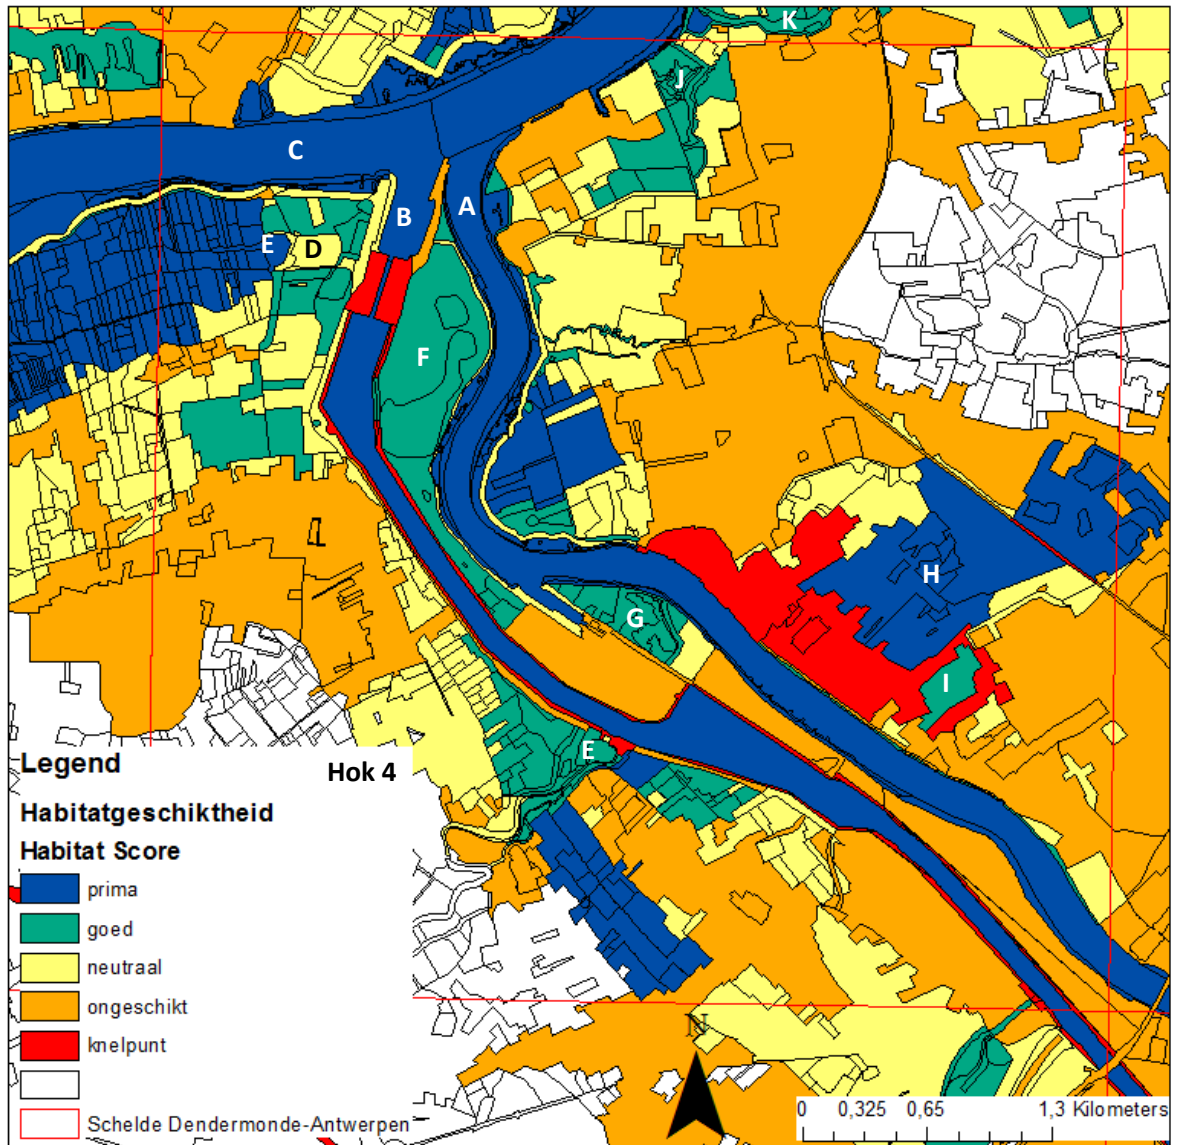 K
J
C
A
B
E
D
F
H
G
I
E
Legend
Hok 4
Habitatgeschiktheid
Habitat Score
prima
goed
neutraal
ongeschikt
knelpunt
Schelde Dendermonde-Antwerpen
N
0 0,325 0,65 1,3 Kilometers